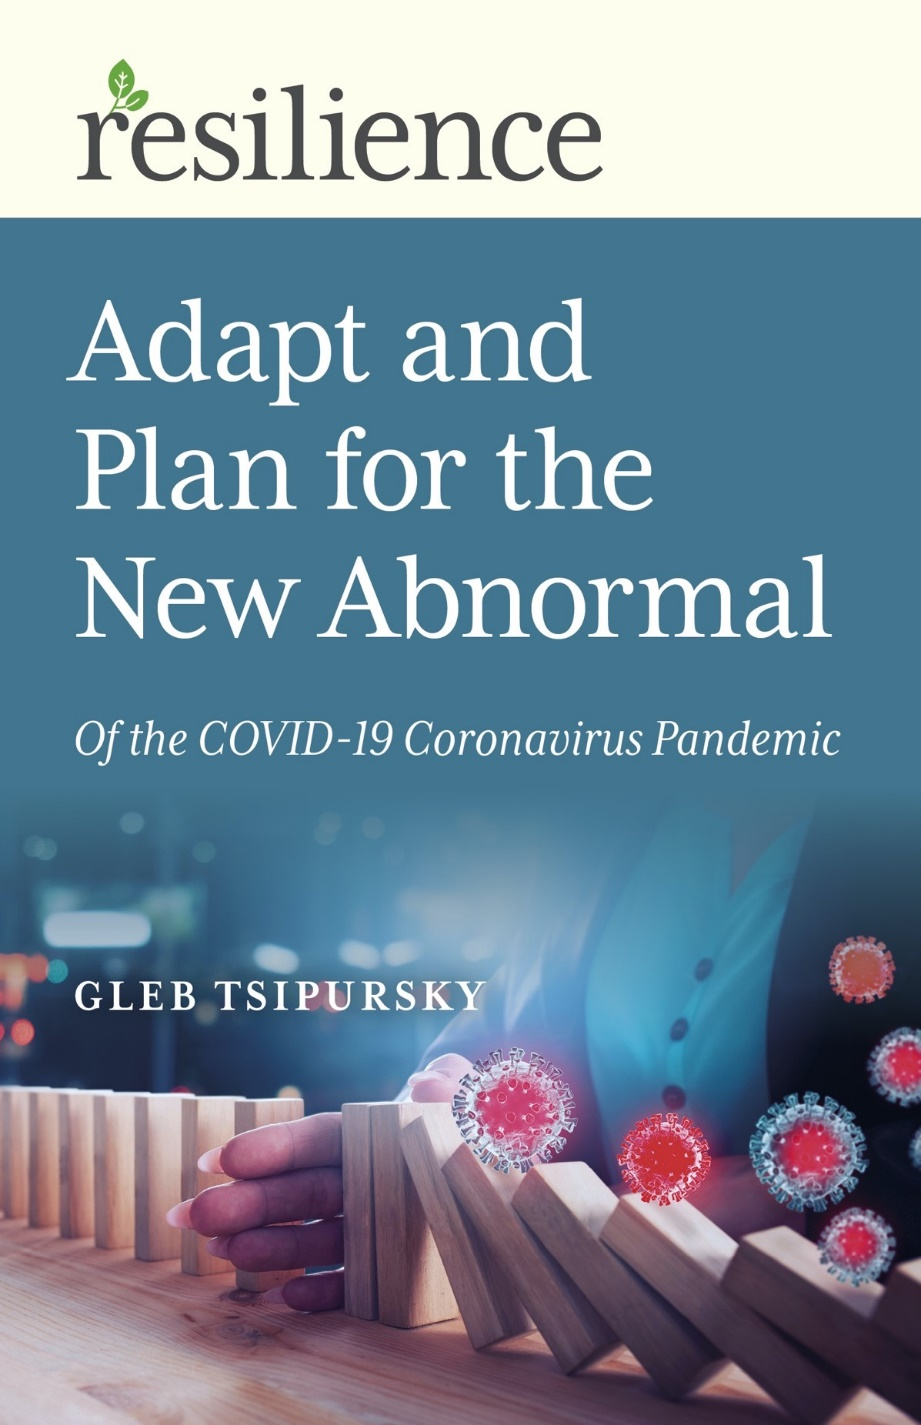 resilience
Adapt and
Plan for the
New Abnormal
Of the COVID-19 Coronavirus Pandemic
GLEB TSIPURSKY